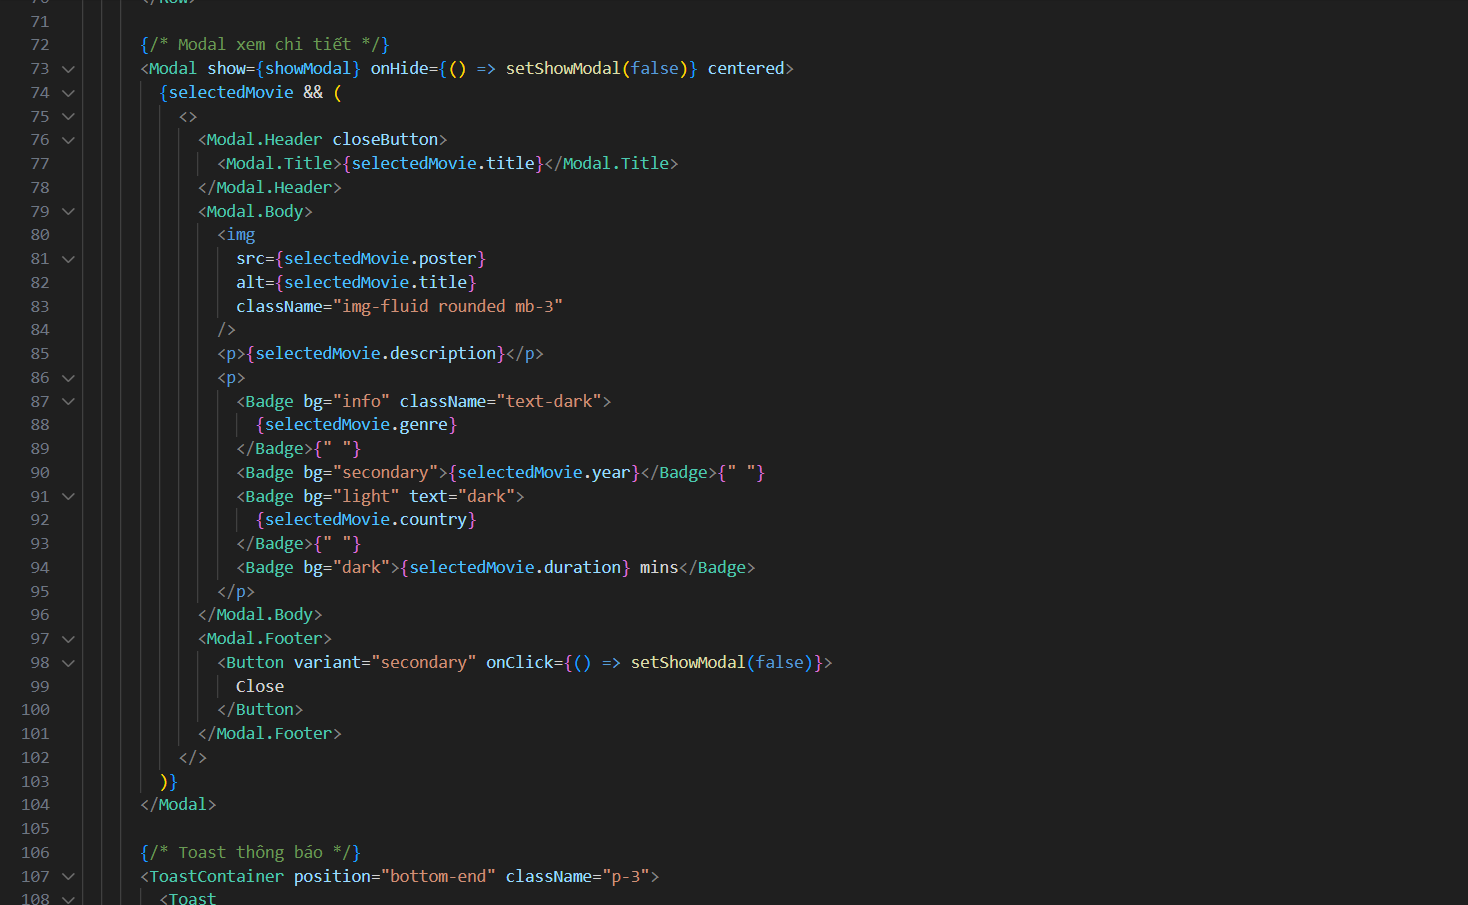 70 </Row>
71
72 {/* Modal xem chi tiết */}
73 <Modal show={showModal} onHide={() => setShowModal(false)} centered>
74 {selectedMovie && (
75 <>
76 <Modal.Header closeButton>
77 <Modal.Title>{selectedMovie.title}</Modal.Title>
78 </Modal.Header>
79 <Modal.Body>
80 <img
81 src={selectedMovie.poster}
82 alt={selectedMovie.title}
83 className="img-fluid rounded mb-3"
84 />
85 <p>{selectedMovie.description}</p>
86 <p>
87 <Badge bg="info" className="text-dark">
88 {selectedMovie.genre}
89 </Badge>{" "}
90 <Badge bg="secondary">{selectedMovie.year}</Badge>{" "}
91 <Badge bg="light" text="dark">
92 {selectedMovie.country}
93 </Badge>{" "}
94 <Badge bg="dark">{selectedMovie.duration} mins</Badge>
95 </p>
96 </Modal.Body>
97 <Modal.Footer>
98 <Button variant="secondary" onClick={() => setShowModal(false)}>
99 Close
100 </Button>
101 </Modal.Footer>
102 </>
103 )}
104 </Modal>
105
106 {/* Toast thông báo */}
107 <ToastContainer position="bottom-end" className="p-3">
108 <Toast